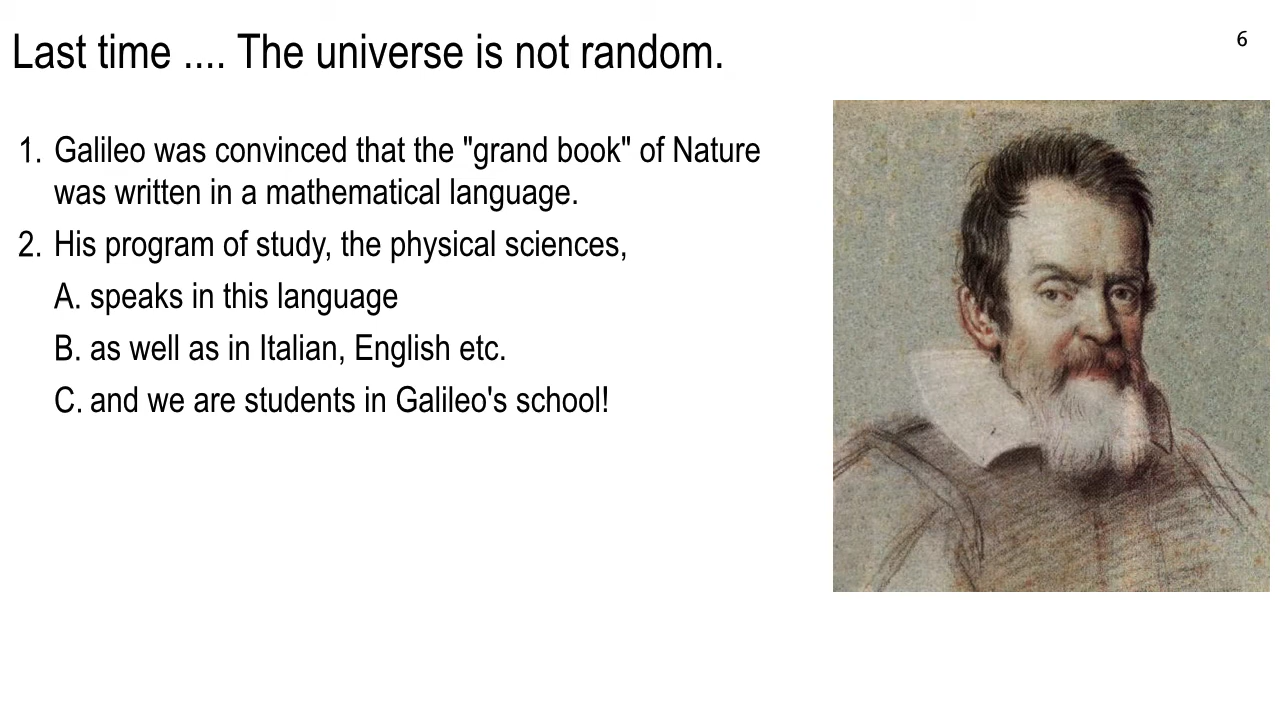 Last time .... The universe is not random.
6
1. Galileo was convinced that the "grand book" of Nature
was written in a mathematical language.
2. His program of study, the physical sciences,
A. speaks in this language
B. as well as in Italian, English etc.
C. and we are students in Galileo's school!